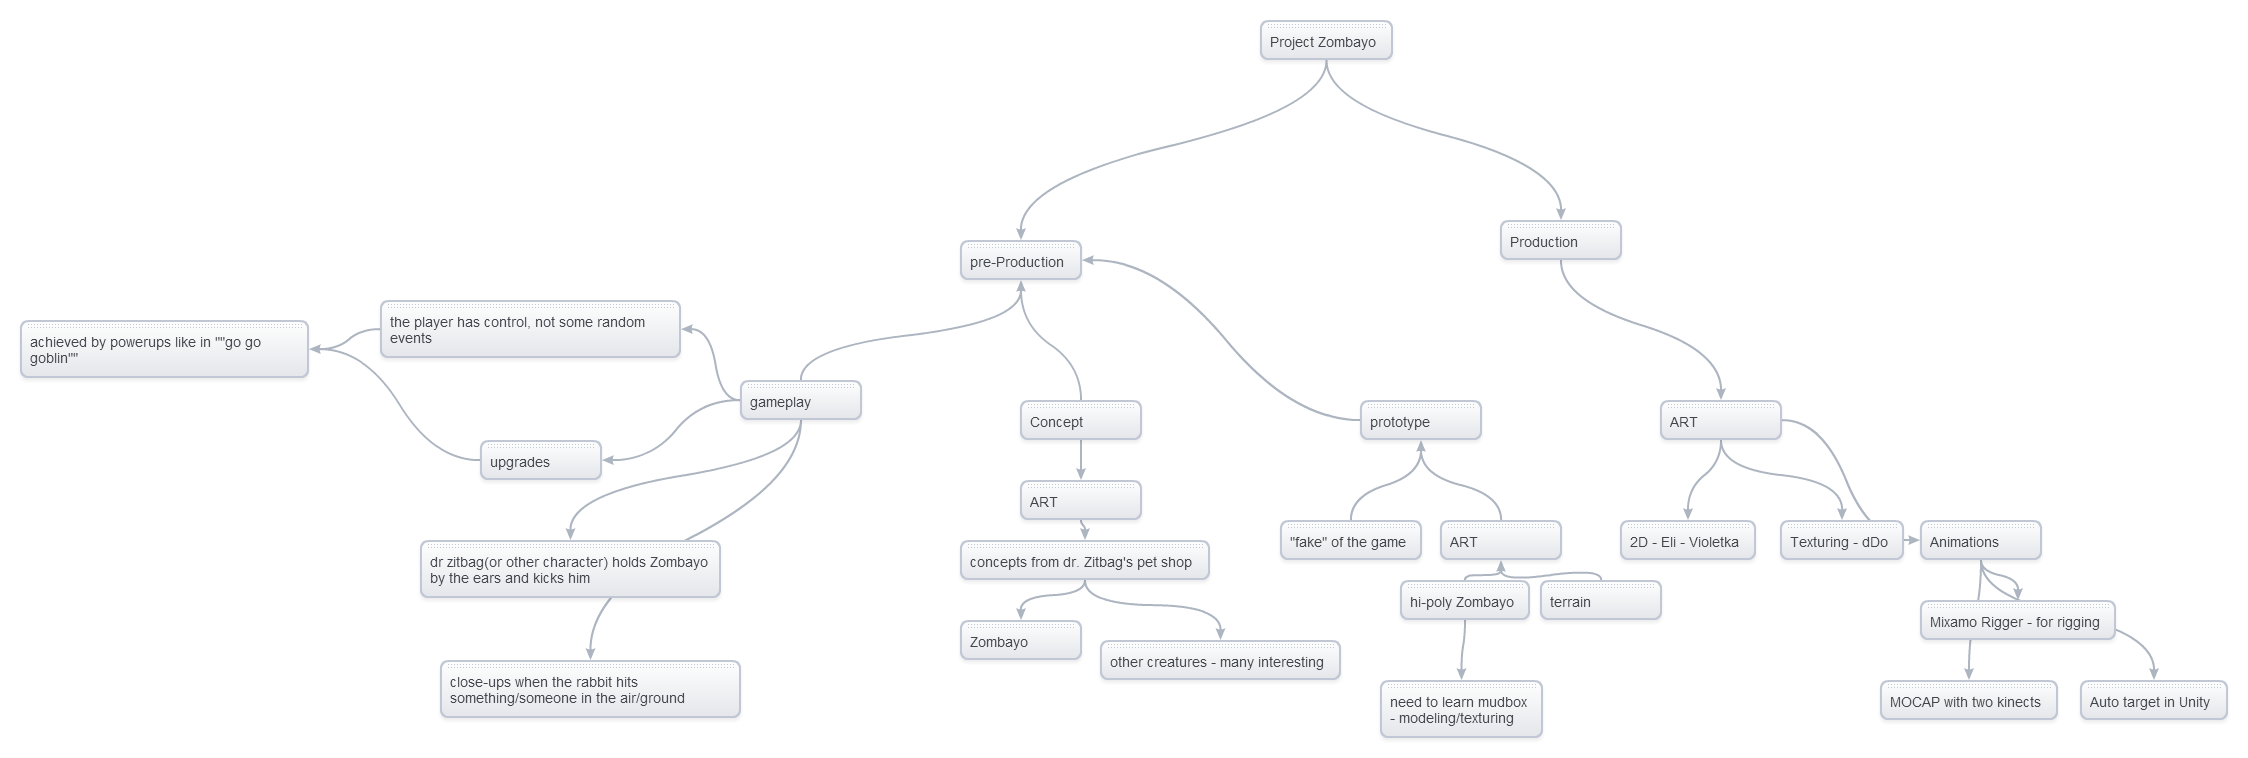 Project Zombayo
Production
pre-Production
the player has control, not some random
events
achieved by powerups like in ""go go
goblin""
gameplay
Concept
prototype
ART
upgrades
ART
"fake" of the game
ART
2D - Eli - Violetka
Texturing - dDo
Animations
dr zitbag(or other character) holds Zombayo
by the ears and kicks him
concepts from dr. Zitbag's pet shop
hi-poly Zombayo
terrain
Mixamo Rigger - for rigging
Zombayo
other creatures - many interesting
close-ups when the rabbit hits
something/someone in the air/ground
need to learn mudbox
- modeling/texturing
MOCAP with two kinects
Auto target in Unity